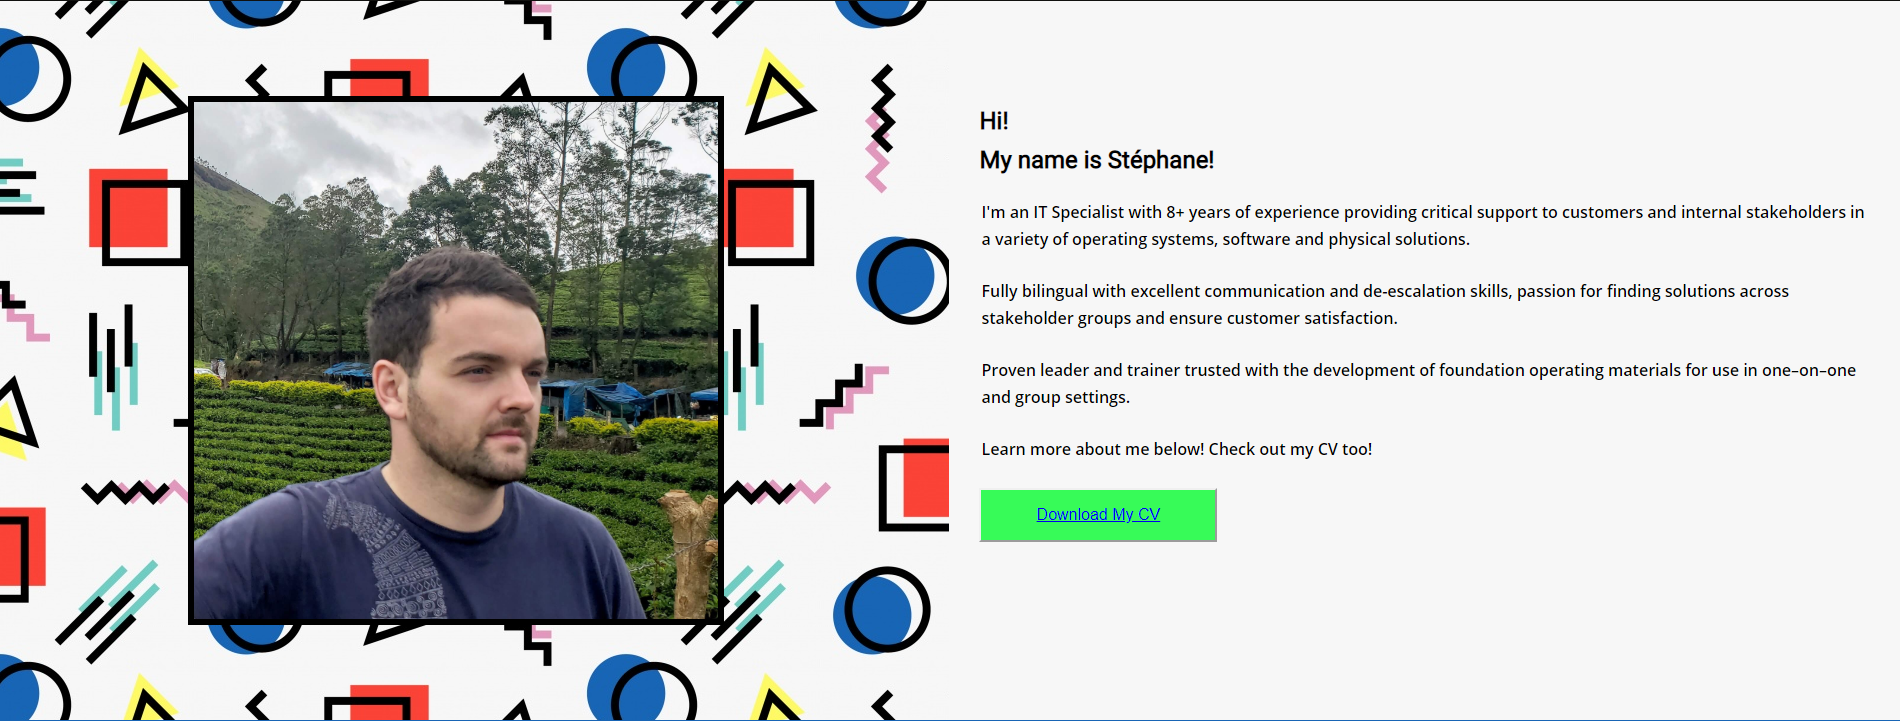 Hi!
My name is Stéphane!
I'm an IT Specialist with 8+ years of experience providing critical support to customers and internal stakeholders in
a variety of operating systems, software and physical solutions.
Fully bilingual with excellent communication and de-escalation skills, passion for finding solutions across
stakeholder groups and ensure customer satisfaction.
Proven leader and trainer trusted with the development of foundation operating materials for use in one–on–one
and group settings.
Learn more about me below! Check out my CV too!
Download My CV